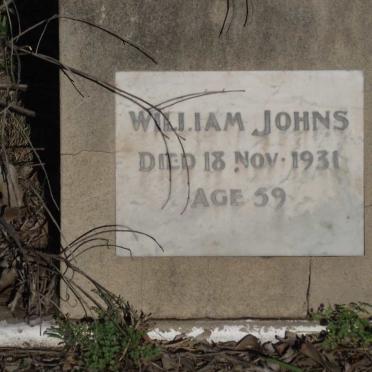 WILLIAM JOHNS
DIED 18 NOV. 1931
AGE 59